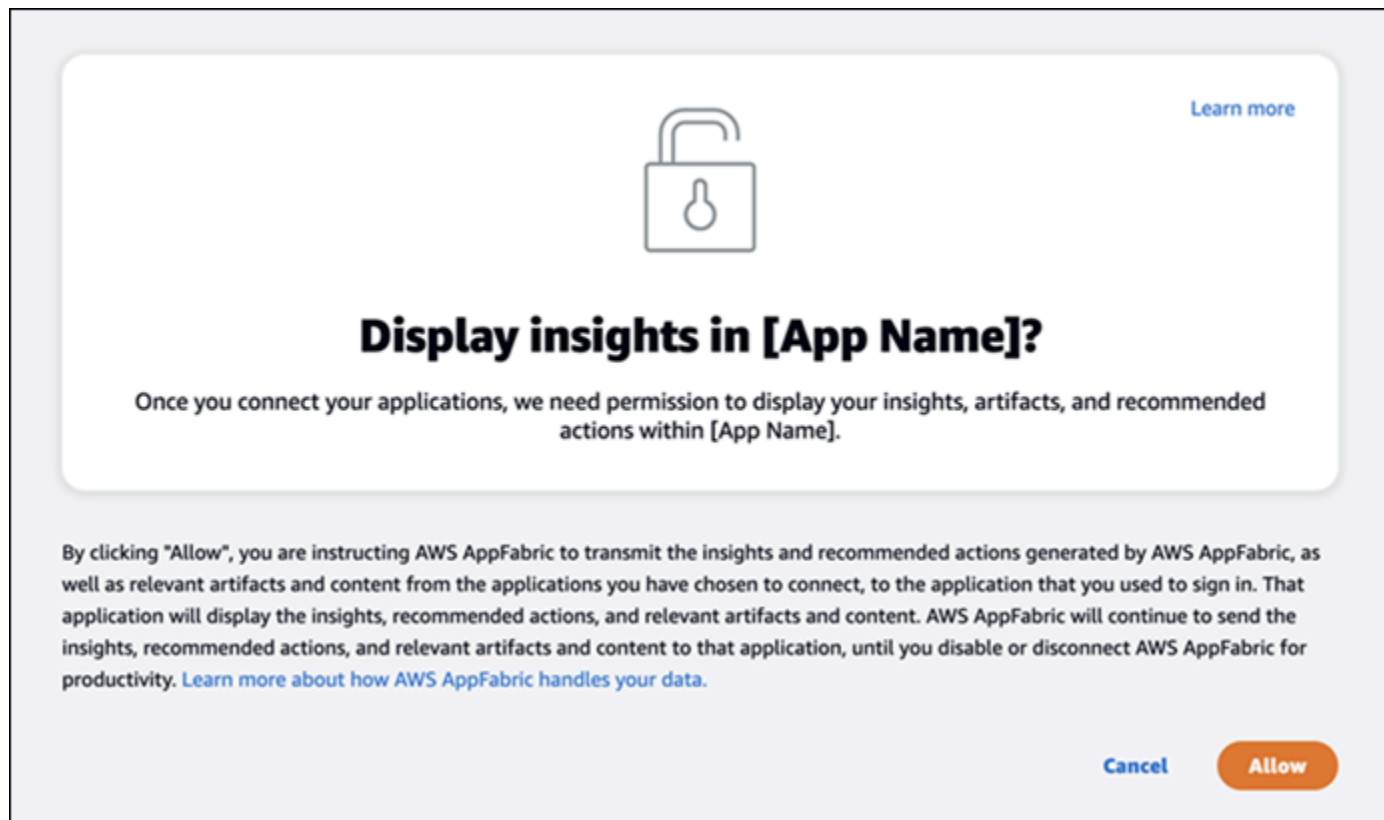 Learn more
Display insights in [App Name]?
Once you connect your applications, we need permission to display your insights, artifacts, and recommended
actions within [App Name].
By clicking "Allow", you are instructing AWS AppFabric to transmit the insights and recommended actions generated by AWS AppFabric, as
well as relevant artifacts and content from the applications you have chosen to connect, to the application that you used to sign in. That
application will display the insights, recommended actions, and relevant artifacts and content. AWS AppFabric will continue to send the
insights, recommended actions, and relevant artifacts and content to that application, until you disable or disconnect AWS AppFabric for
productivity. Learn more about how AWS AppFabric handles your data.
Cancel Allow